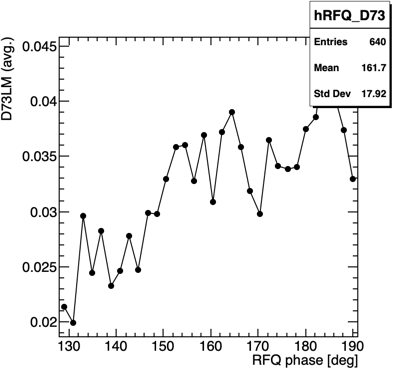 hRFQ_D73
Entries 640
Mean 161.7
Std Dev 17.92
D73LM (avg.)
0.045
0.04
0.035
0.03
0.025
0.02
130 140 150 160 170 180 190
RFQ phase [deg]